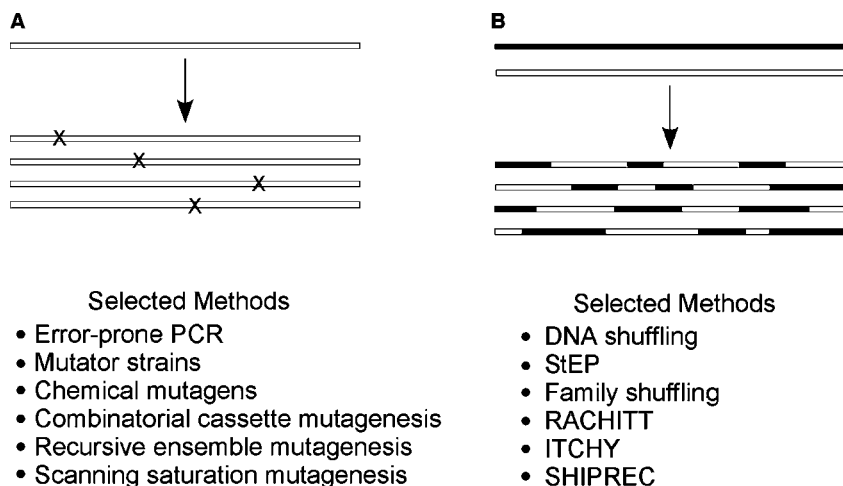 A
X
X
X
X
Selected Methods
• Error-prone PCR
• Mutator strains
• Chemical mutagens
• Combinatorial cassette mutagenesis
• Recursive ensemble mutagenesis
• Scanning saturation mutagenesis
B
Selected Methods
• DNA shuffling
• StEP
• Family shuffling
• RACHITT
• ITCHY
• SHIPREC